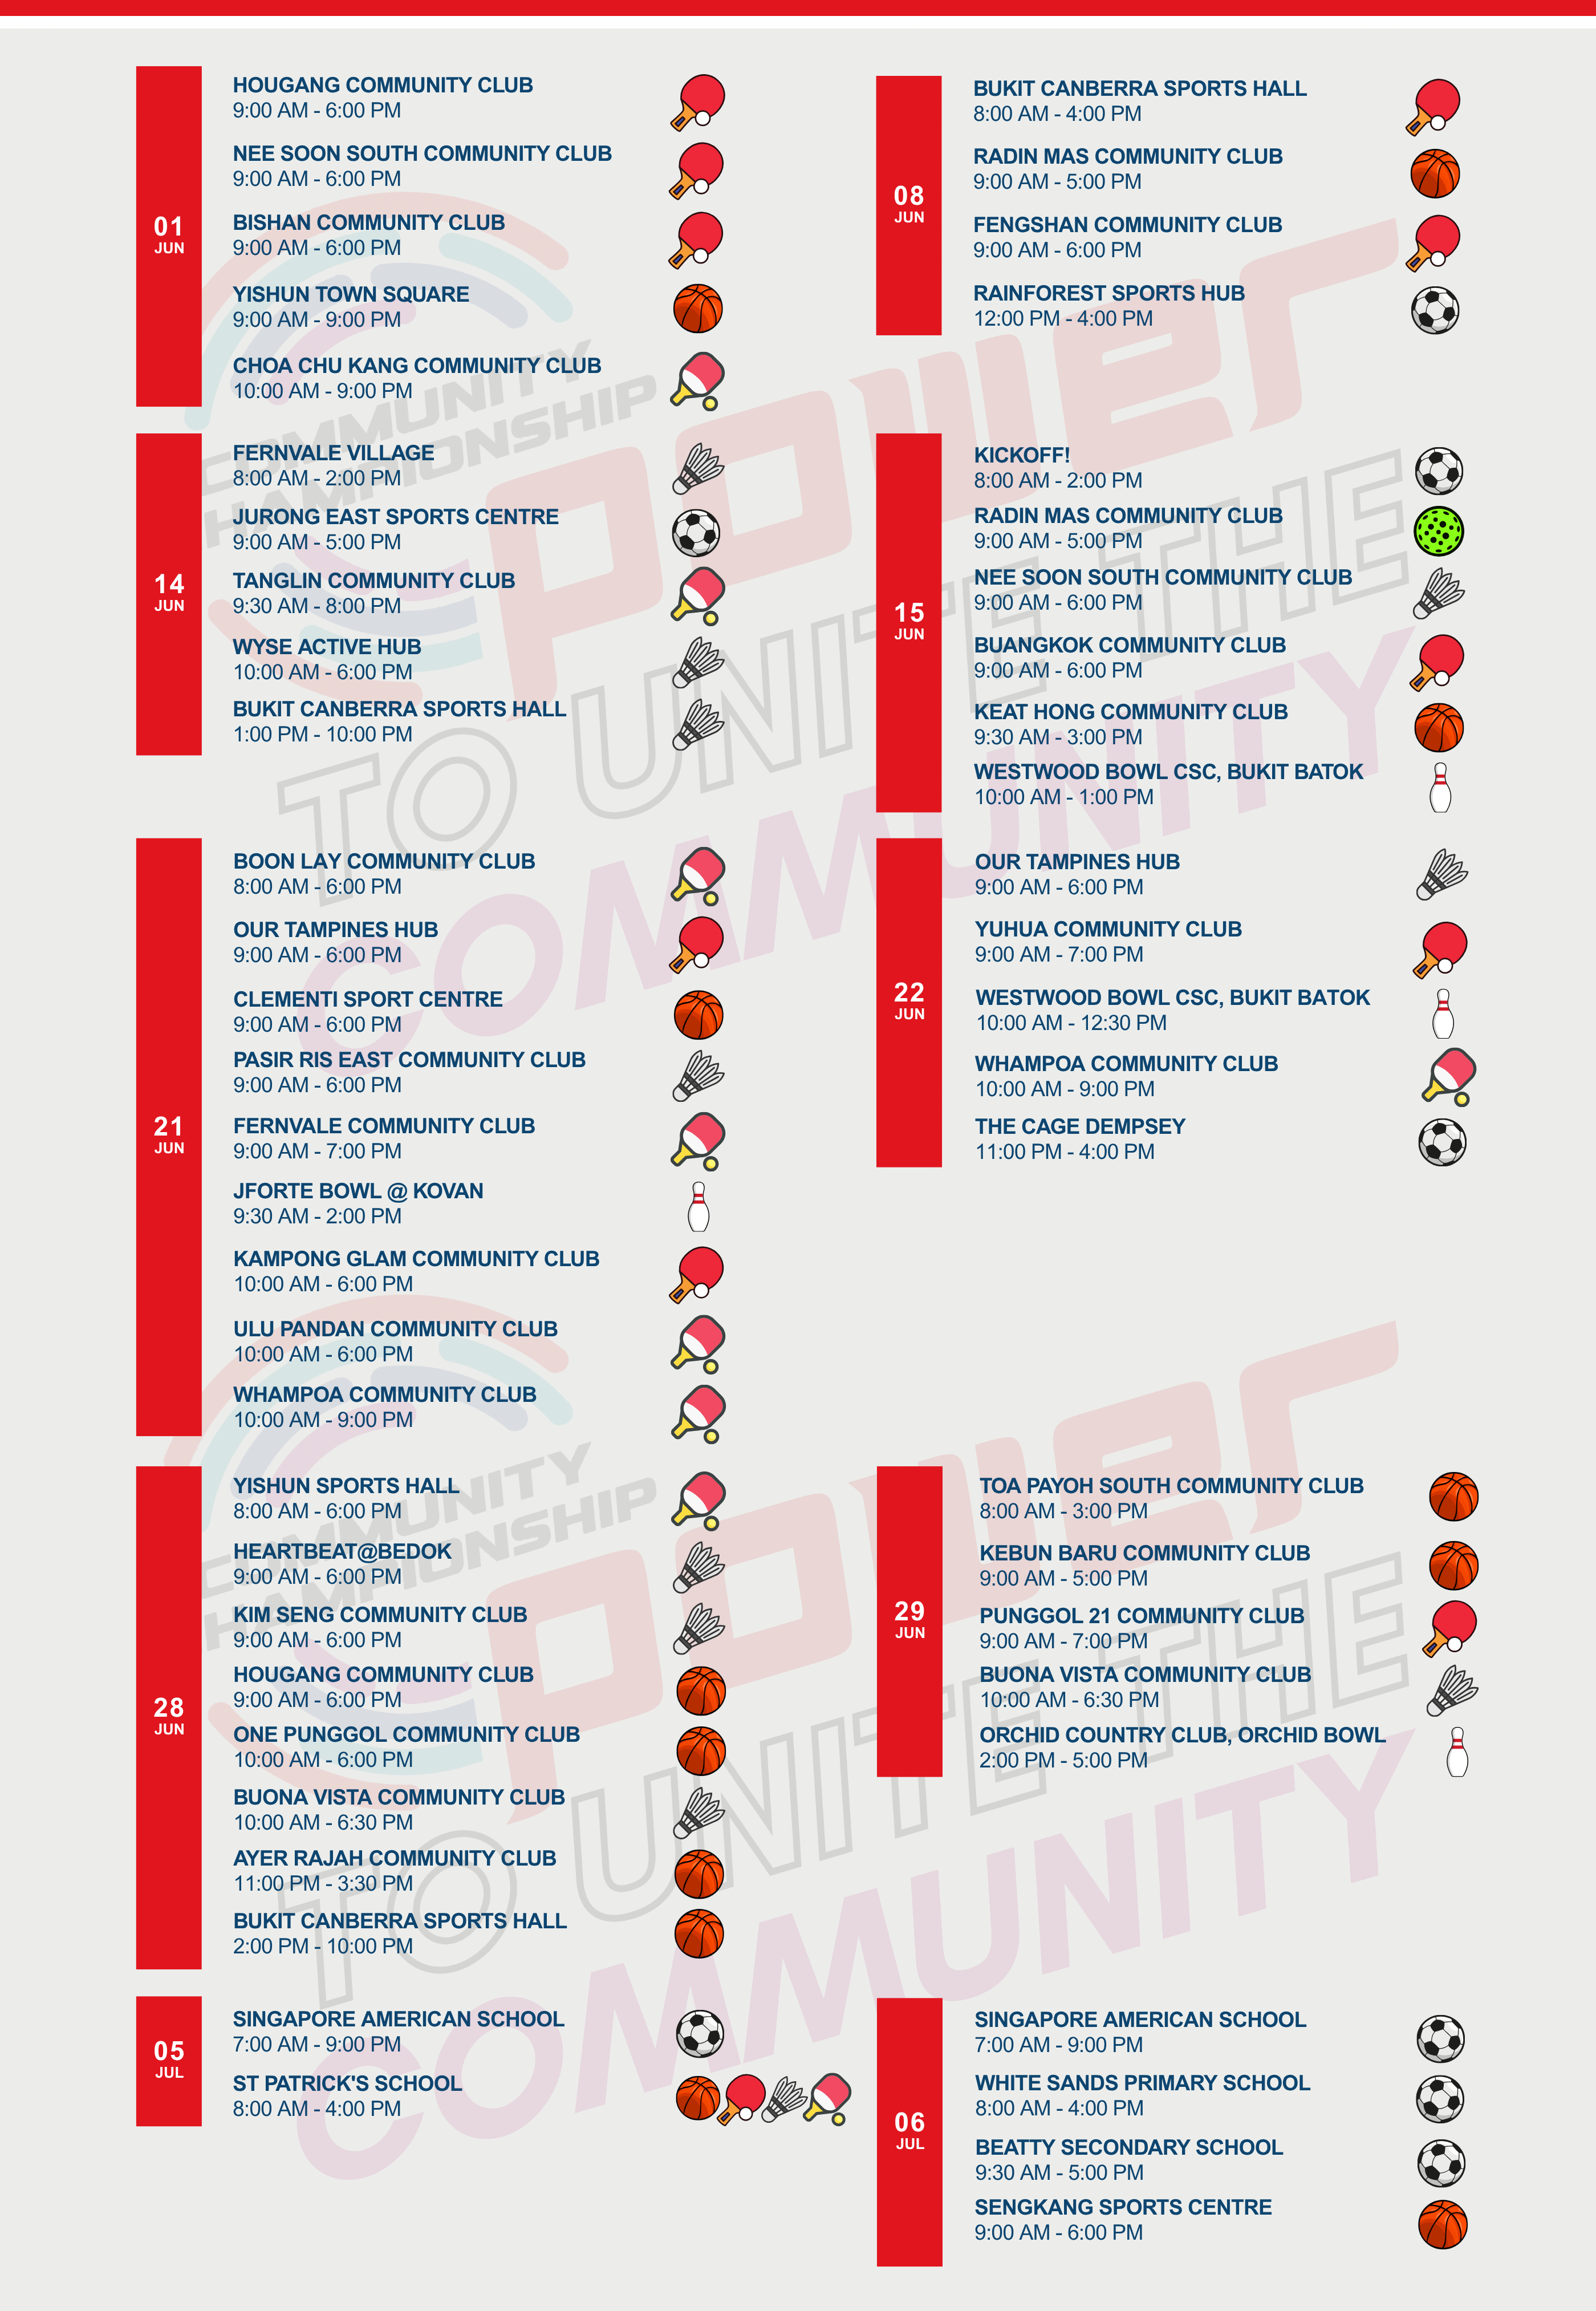 01
JUN
HOUGANG COMMUNITY CLUB
9:00 AM - 6:00 PM
NEE SOON SOUTH COMMUNITY CLUB
9:00 AM - 6:00 PM
BISHAN COMMUNITY CLUB
9:00 AM - 6:00 PM
YISHUN TOWN SQUARE
9:00 AM - 9:00 PM
CHOA CHU KANG COMMUNITY CLUB
10:00 AM - 9:00 PM
08
JUN
BUKIT CANBERRA SPORTS HALL
8:00 AM - 4:00 PM
RADIN MAS COMMUNITY CLUB
9:00 AM - 5:00 PM
FENGSHAN COMMUNITY CLUB
9:00 AM - 6:00 PM
RAINFOREST SPORTS HUB
12:00 PM - 4:00 PM
14
JUN
FERNVALE VILLAGE
8:00 AM - 2:00 PM
JURONG EAST SPORTS CENTRE
9:00 AM - 5:00 PM
TANGLIN COMMUNITY CLUB
9:30 AM - 8:00 PM
WYSE ACTIVE HUB
10:00 AM - 6:00 PM
BUKIT CANBERRA SPORTS HALL
1:00 PM - 10:00 PM
15
JUN
KICKOFF!
8:00 AM - 2:00 PM
RADIN MAS COMMUNITY CLUB
9:00 AM - 5:00 PM
NEE SOON SOUTH COMMUNITY CLUB
9:00 AM - 6:00 PM
BUANGKOK COMMUNITY CLUB
9:00 AM - 6:00 PM
KEAT HONG COMMUNITY CLUB
9:30 AM - 3:00 PM
WESTWOOD BOWL CSC, BUKIT BATOK
10:00 AM - 1:00 PM
21
JUN
BOON LAY COMMUNITY CLUB
8:00 AM - 6:00 PM
OUR TAMPINES HUB
9:00 AM - 6:00 PM
CLEMENTI SPORT CENTRE
9:00 AM - 6:00 PM
PASIR RIS EAST COMMUNITY CLUB
9:00 AM - 6:00 PM
FERNVALE COMMUNITY CLUB
9:00 AM - 7:00 PM
JFORTE BOWL @ KOVAN
9:30 AM - 2:00 PM
KAMPONG GLAM COMMUNITY CLUB
10:00 AM - 6:00 PM
ULU PANDAN COMMUNITY CLUB
10:00 AM - 6:00 PM
WHAMPOA COMMUNITY CLUB
10:00 AM - 9:00 PM
22
JUN
OUR TAMPINES HUB
9:00 AM - 6:00 PM
YUHUA COMMUNITY CLUB
9:00 AM - 7:00 PM
WESTWOOD BOWL CSC, BUKIT BATOK
10:00 AM - 12:30 PM
WHAMPOA COMMUNITY CLUB
10:00 AM - 9:00 PM
THE CAGE DEMPSEY
11:00 PM - 4:00 PM
28
JUN
YISHUN SPORTS HALL
8:00 AM - 6:00 PM
HEARTBEAT@BEDOK
9:00 AM - 6:00 PM
KIM SENG COMMUNITY CLUB
9:00 AM - 6:00 PM
HOUGANG COMMUNITY CLUB
9:00 AM - 6:00 PM
ONE PUNGGOL COMMUNITY CLUB
10:00 AM - 6:00 PM
BUONA VISTA COMMUNITY CLUB
10:00 AM - 6:30 PM
AYER RAJAH COMMUNITY CLUB
11:00 PM - 3:30 PM
BUKIT CANBERRA SPORTS HALL
2:00 PM - 10:00 PM
29
JUN
TOA PAYOH SOUTH COMMUNITY CLUB
8:00 AM - 3:00 PM
KEBUN BARU COMMUNITY CLUB
9:00 AM - 5:00 PM
PUNGGOL 21 COMMUNITY CLUB
9:00 AM - 7:00 PM
BUONA VISTA COMMUNITY CLUB
10:00 AM - 6:30 PM
ORCHID COUNTRY CLUB, ORCHID BOWL
2:00 PM - 5:00 PM
05
JUL
SINGAPORE AMERICAN SCHOOL
7:00 AM - 9:00 PM
ST PATRICK'S SCHOOL
8:00 AM - 4:00 PM
06
JUL
SINGAPORE AMERICAN SCHOOL
7:00 AM - 9:00 PM
WHITE SANDS PRIMARY SCHOOL
8:00 AM - 4:00 PM
BEATTY SECONDARY SCHOOL
9:30 AM - 5:00 PM
SENGKANG SPORTS CENTRE
9:00 AM - 6:00 PM
COMMUNITY
CHAMPIONSHIP
power
TO UNITE THE
COMMUNITY
COMMUNITY
CHAMPIONSHIP
power
TO UNITE THE
COMMUNITY